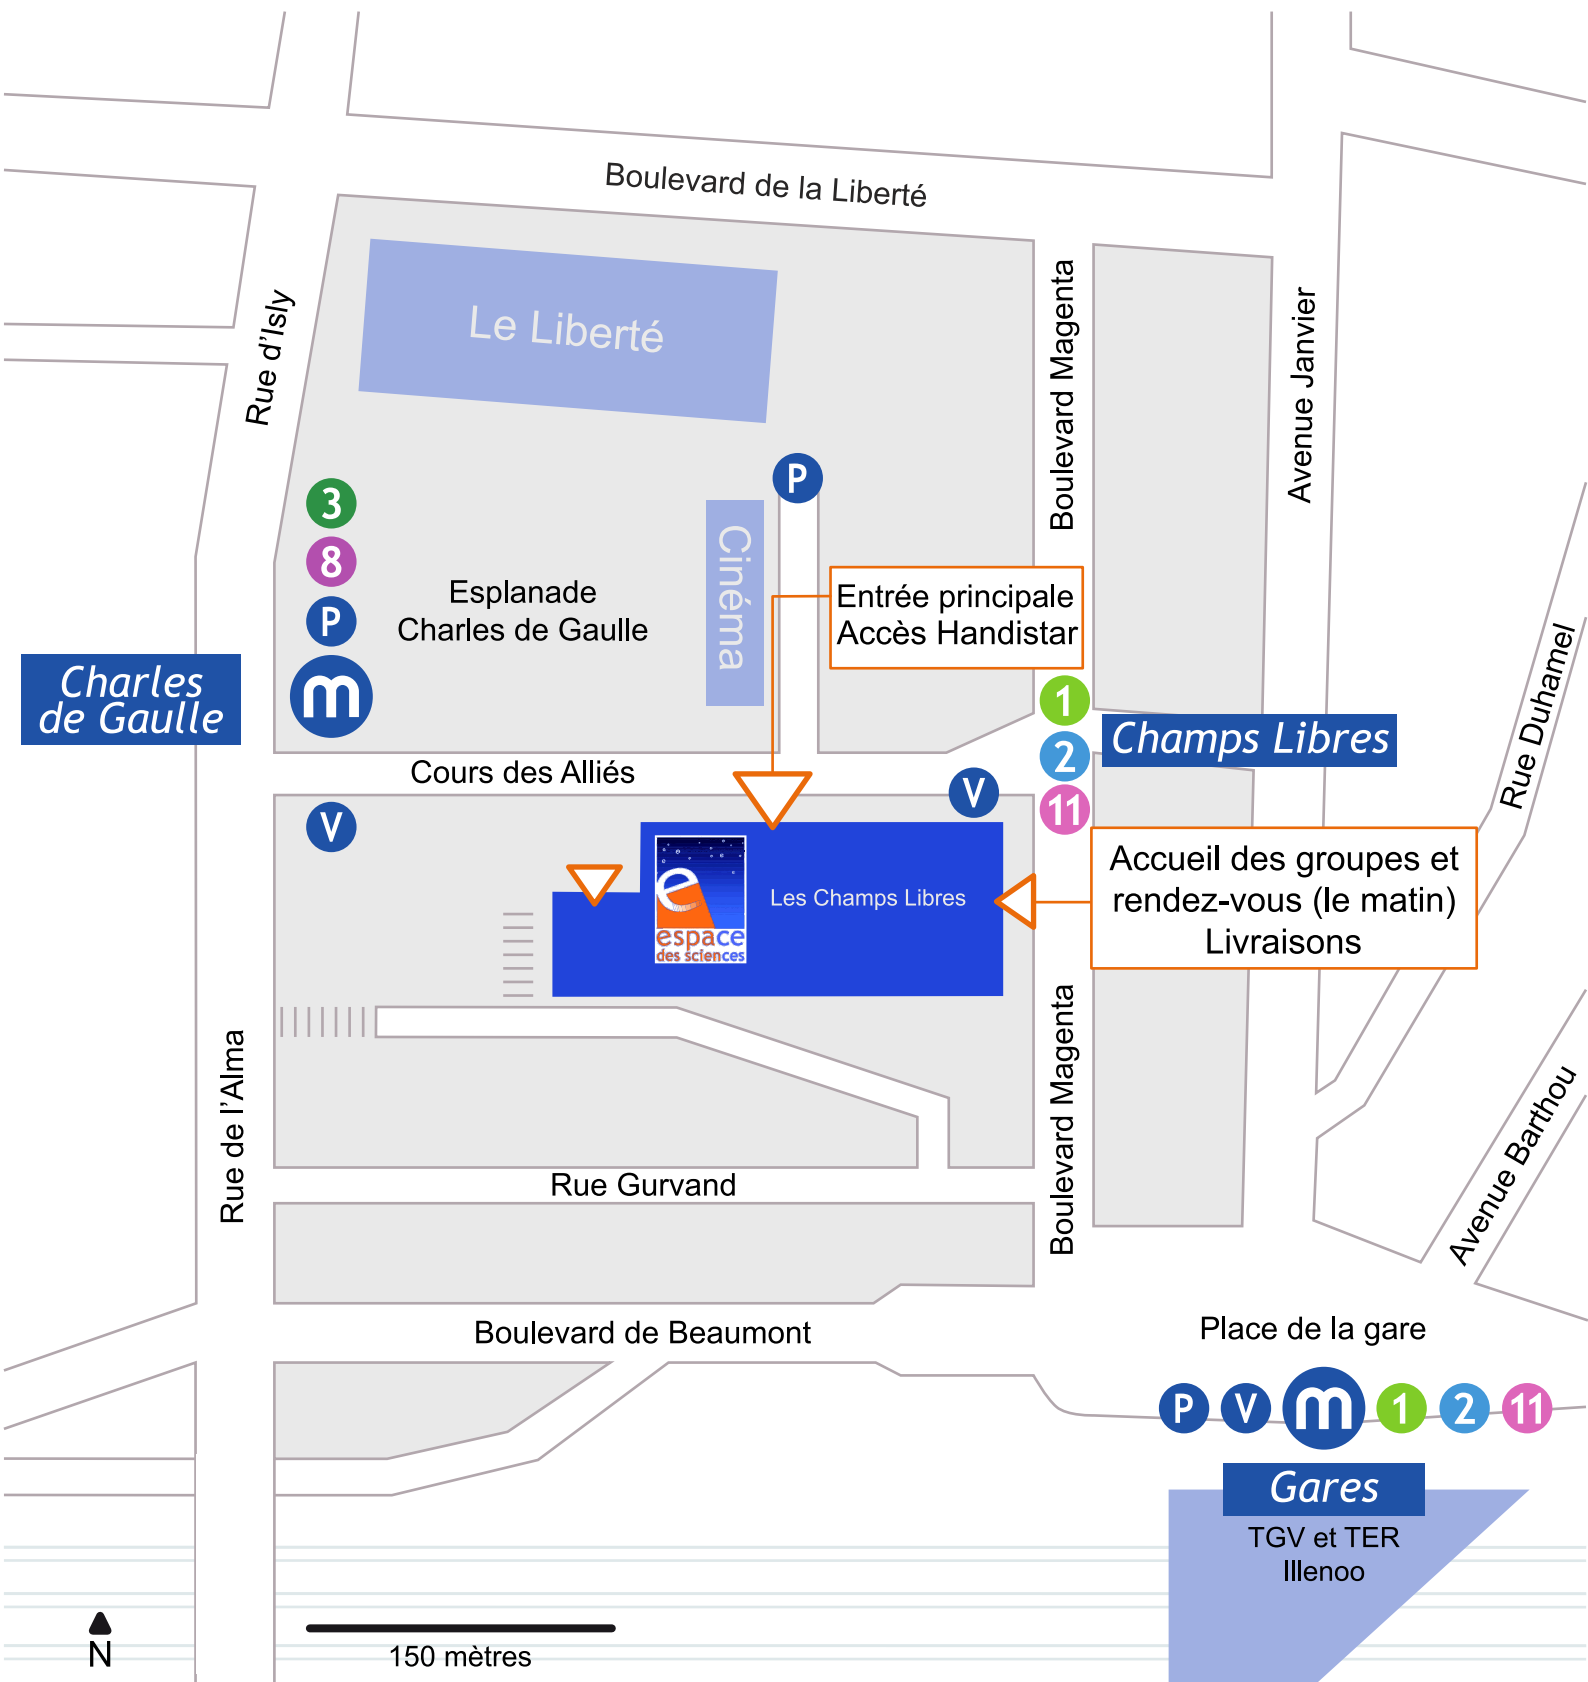 Boulevard de la Liberté
Le Liberté
Rue d'Isly
Boulevard Magenta
Avenue Janvier
P
3
8
P
m
Cinéma
Esplanade
Charles de Gaulle
Entrée principale
Accès Handistar
Charles
de Gaulle
1
2
11
Champs Libres
Rue Duhamel
Cours des Alliés
V
V
Accueil des groupes et
rendez-vous (le matin)
Livraisons
e
espace
des sciences
Les Champs Libres
Rue de l'Alma
Boulevard Magenta
Avenue Barthou
Rue Gurvand
Boulevard de Beaumont
Place de la gare
P V m 1 2 11
Gares
TGV et TER
Illenoo
N
150 mètres